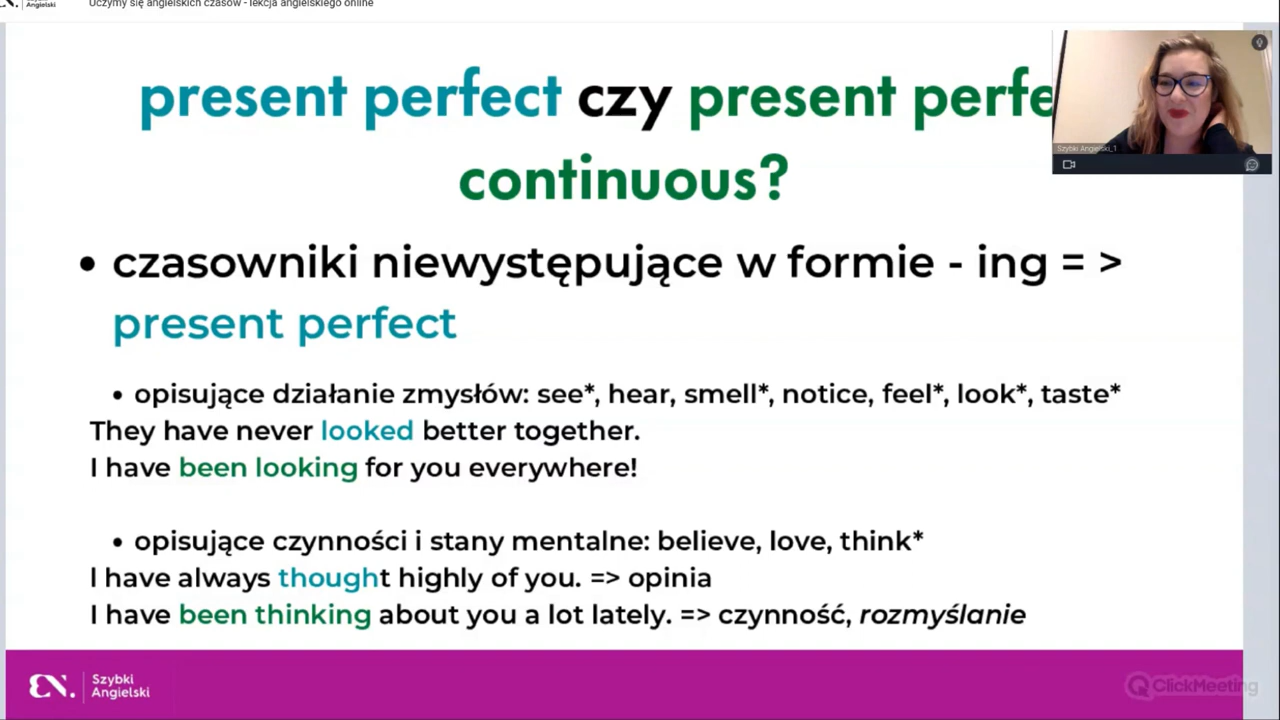 Angielski
Uczymy się angielskich czasów - lekcja angielskiego online
present perfect czy present perfe
continuous?
• czasowniki niewystępujące w formie - ing = >
present perfect
• opisujące działanie zmysłów: see*, hear, smell*, notice, feel*, look*, taste*
They have never looked better together.
I have been looking for you everywhere!
• opisujące czynności i stany mentalne: believe, love, think*
I have always thought highly of you. => opinia
I have been thinking about you a lot lately. => czynność, rozmyślanie
Szybki Angielski_1
Szybki
Angielski
ClickMeeting